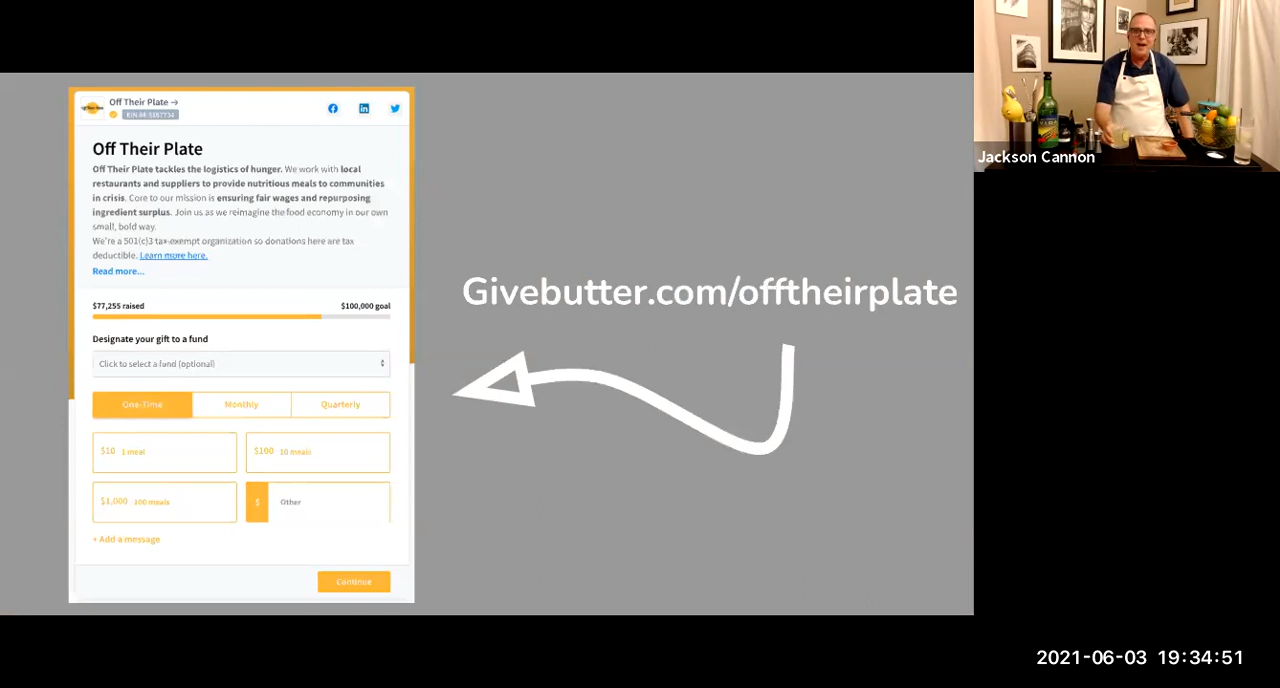 Off Their Plate →
Off Their Plate
Off Their Plate tackles the logistics of hunger. We work with local
restaurants and suppliers to provide nutritious meals to communities
in crisis. Core to our mission is ensuring fair wages and repurposing
ingredient surplus. Join us as we reimagine the food economy in our own
small, bold way.
We're a 501(c)3 tax-exempt organization so donations here are tax
deductible. Learn more here.
Read more...
$77,255 raised
$100,000 goal
Designate your gift to a fund
Click to select a fund (optional)
One-Time
Monthly
Quarterly
$10 1 meal
$100 10 meals
$1,000 100 meals
$ Other
+ Add a message
Continue
Givebutter.com/offtheirplate
Jackson Cannon
2021-06-03 19:34:51